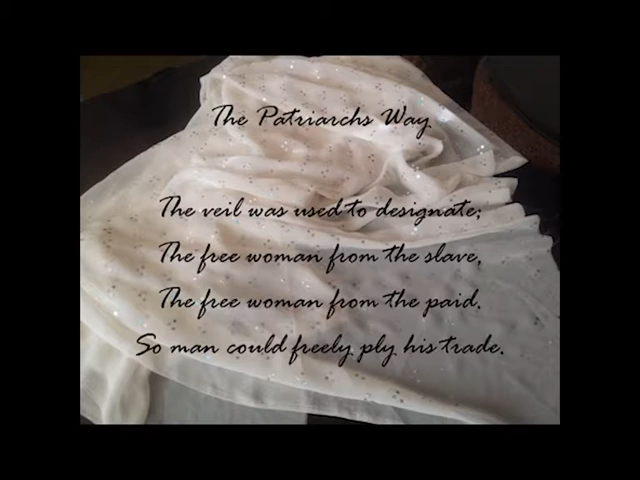 The Patriarchs Way
The veil was used to designate;
The free woman from the slave,
The free woman from the paid.
So man could freely ply his trade.